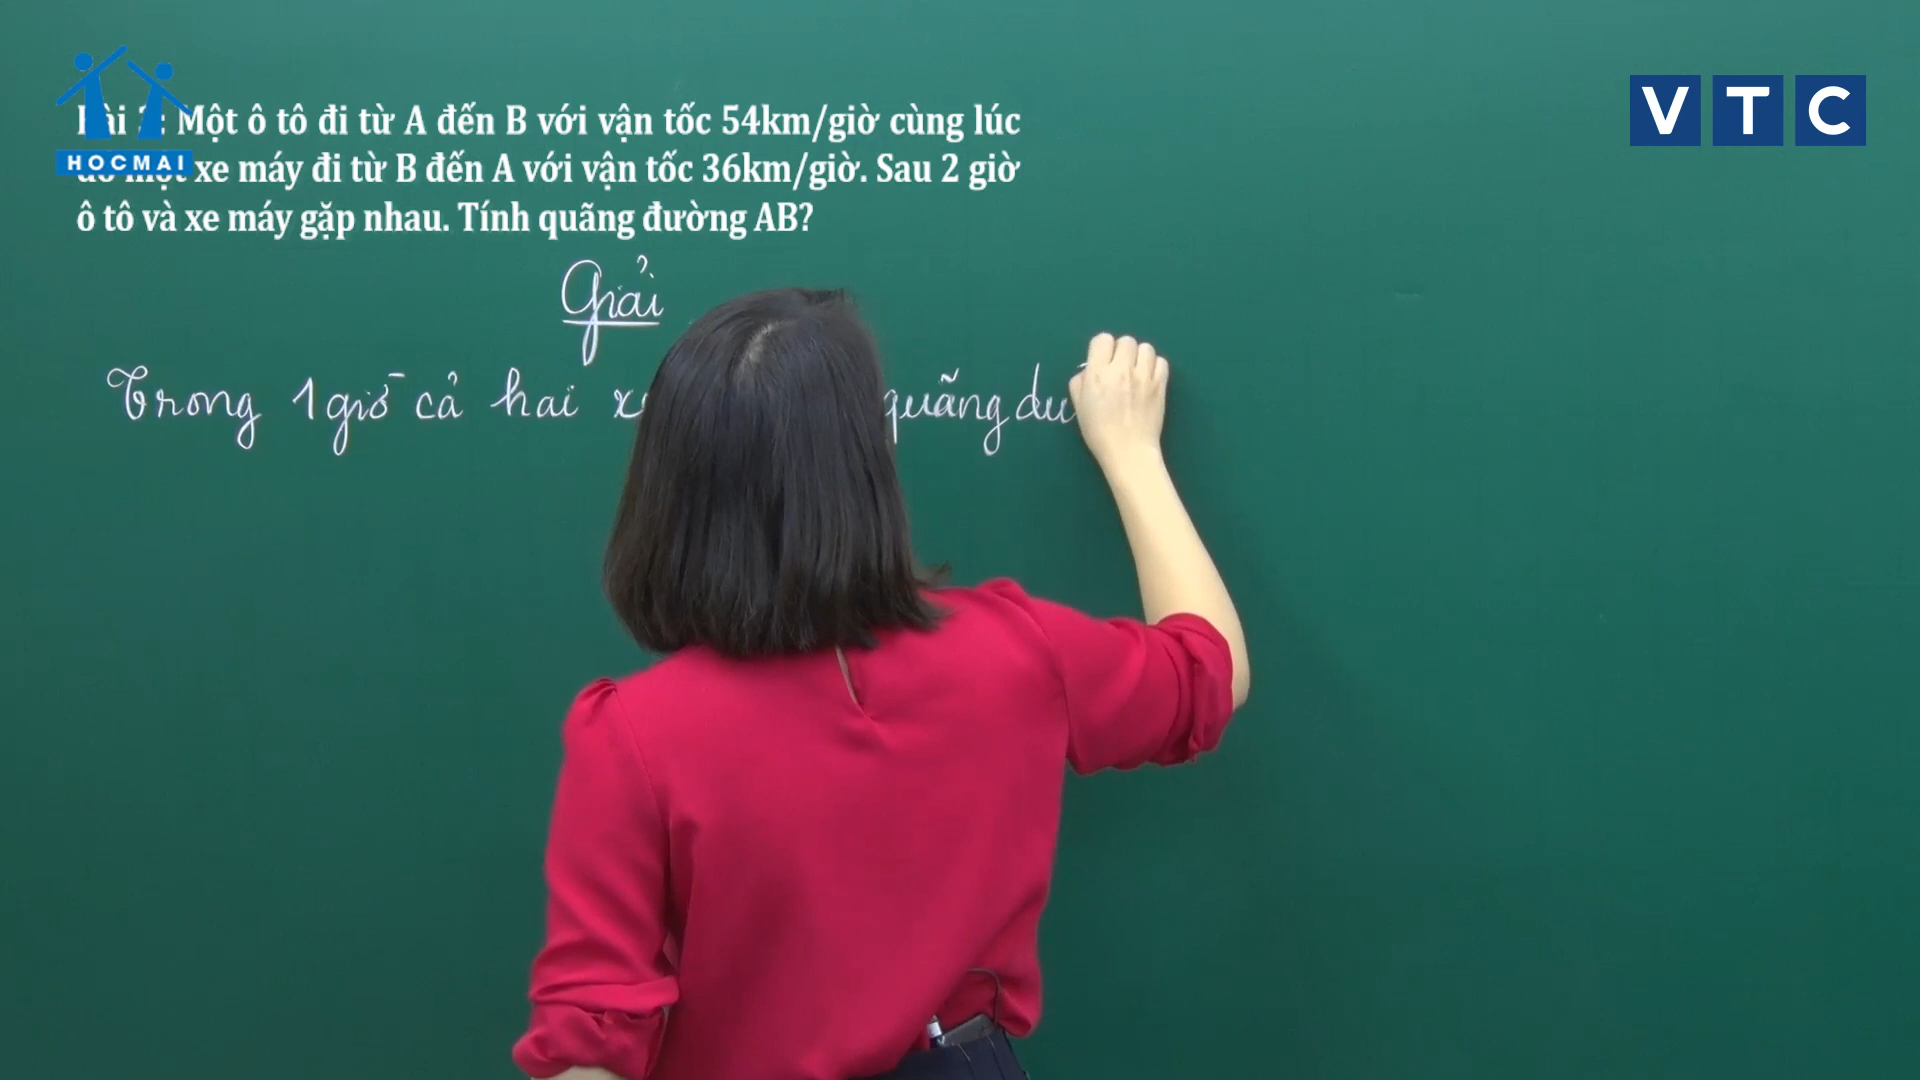 Bài : Một ô tô đi từ A đến B với vận tốc 54km/giờ cùng lúc
xe máy đi từ B đến A với vận tốc 36km/giờ. Sau 2 giờ
ô tô và xe máy gặp nhau. Tính quãng đường AB?
Giải
Trong 1 giờ cả hai quãng
HOCMAI
VTC